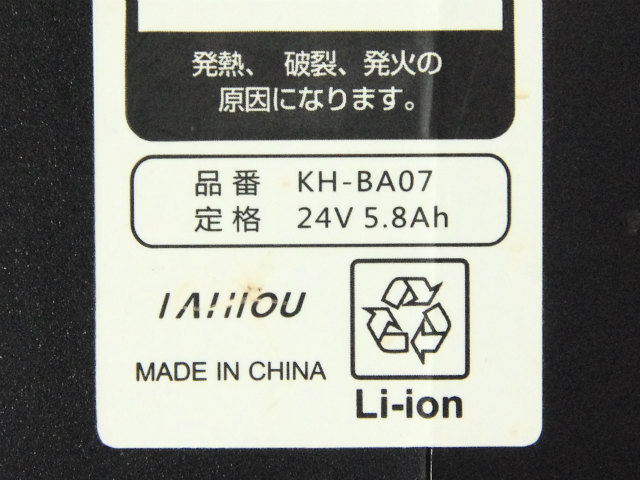 発熱、破裂、発火の
原因になります。
品番 KH-BA07
定格 24V 5.8Ah
MADE IN CHINA
Li-ion